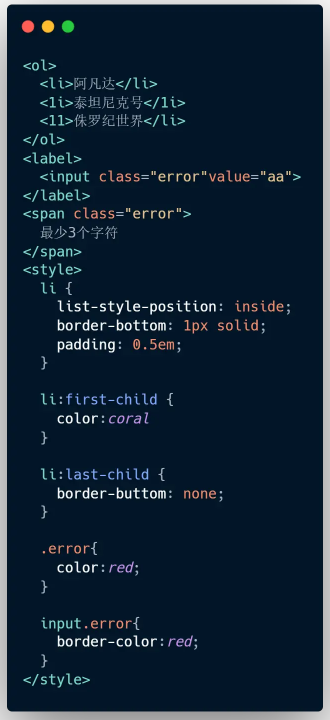 <ol>
<li>阿凡达</li>
<1i>泰坦尼克号</1i>
<11>侏罗纪世界</li>
</ol>
<label>
<input class="error"value="aa">
</label>
<span class="error">
最少3个字符
</span>
<style>
li {
list-style-position: inside;
border-bottom: 1px solid;
padding: 0.5em;
}
li:first-child {
color:coral
}
li:last-child {
border-buttom: none;
}
.error{
color:red;
}
input.error{
border-color:red;
}
</style>